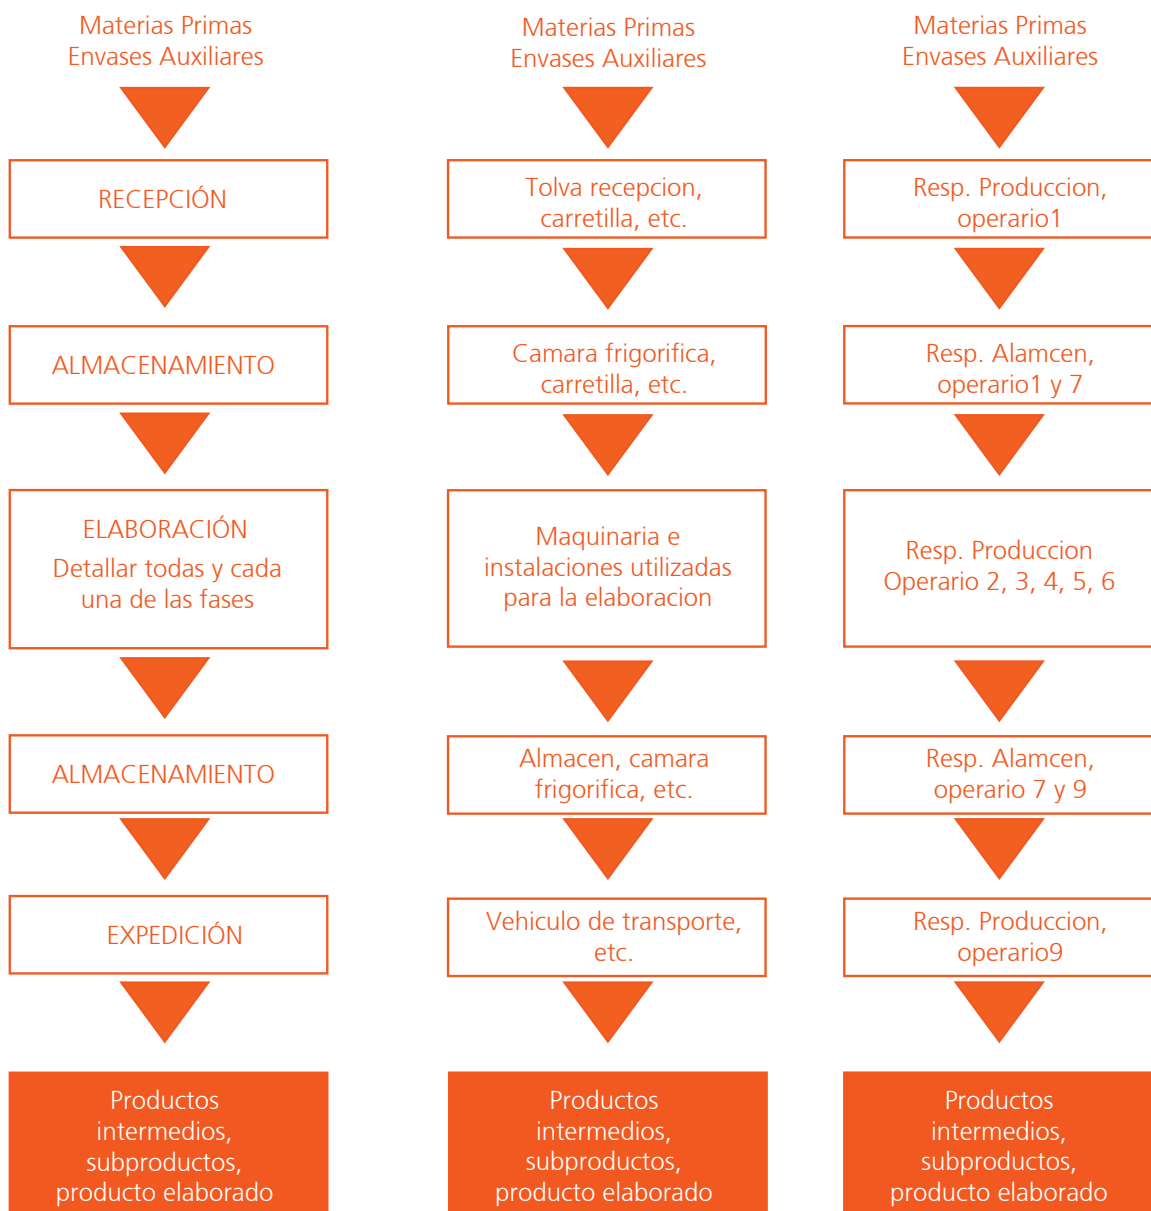 Materias Primas
Envases Auxiliares
RECEPCIÓN
ALMACENAMIENTO
ELABORACIÓN
Detallar todas y cada
una de las fases
ALMACENAMIENTO
EXPEDICIÓN
Productos
intermedios,
subproductos,
producto elaborado
Materias Primas
Envases Auxiliares
Tolva recepcion,
carretilla, etc.
Camara frigorifica,
carretilla, etc.
Maquinaria e
instalaciones utilizadas
para la elaboracion
Almacen, camara
frigorifica, etc.
Vehiculo de transporte,
etc.
Productos
intermedios,
subproductos,
producto elaborado
Materias Primas
Envases Auxiliares
Resp. Produccion,
operario1
Resp. Alamcen,
operario1 y 7
Resp. Produccion
Operario 2, 3, 4, 5, 6
Resp. Alamcen,
operario 7 y 9
Resp. Produccion,
operario9
Productos
intermedios,
subproductos,
producto elaborado